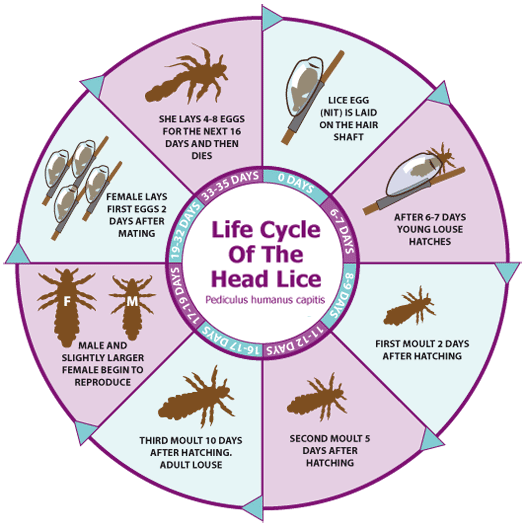 Life Cycle
Of The
Head Lice
Pediculus humanus capitis
0 DAYS
LICE EGG
(NIT) IS LAID
ON THE HAIR
SHAFT
6-7 DAYS
AFTER 6-7 DAYS
YOUNG LOUSE
HATCHES
8-9 DAYS
FIRST MOULT 2 DAYS
AFTER HATCHING
11-12 DAYS
SECOND MOULT 5
DAYS AFTER
HATCHING
16-17 DAYS
THIRD MOULT 10 DAYS
AFTER HATCHING.
ADULT LOUSE
17-19 DAYS
F
M
MALE AND
SLIGHTLY LARGER
FEMALE BEGIN TO
REPRODUCE
19-32 DAYS
FEMALE LAYS
FIRST EGGS 2
DAYS AFTER
MATING
33-35 DAYS
SHE LAYS 4-8 EGGS
FOR THE NEXT 16
DAYS AND THEN
DIES